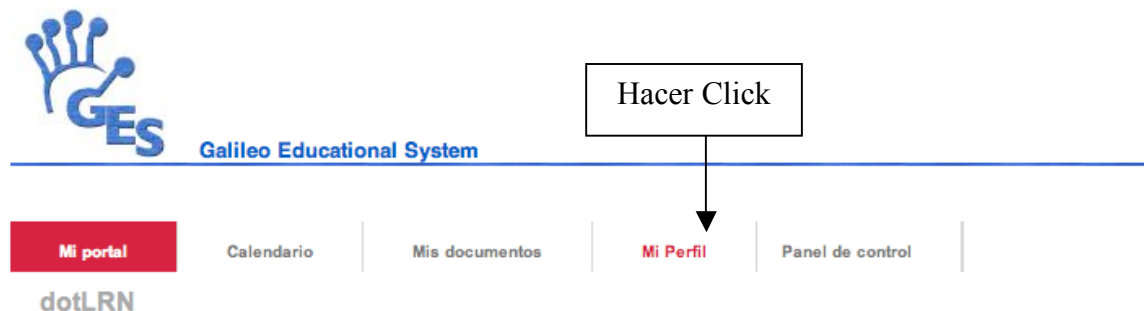 GES
Hacer Click
Galileo Educational System
Mi portal Calendario Mis documentos Mi Perfil Panel de control
dotLRN